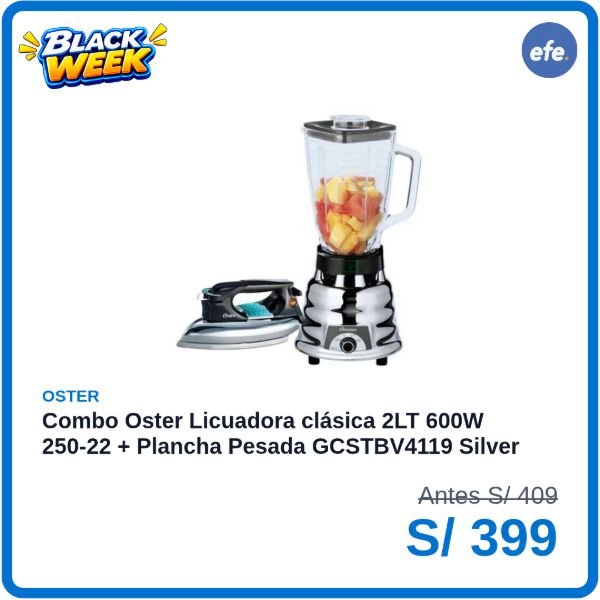 BLACK
WEEK
efe.
OSTER
Combo Oster Licuadora clásica 2LT 600W
250-22 + Plancha Pesada GCSTBV4119 Silver
Antes S/ 409
S/ 399